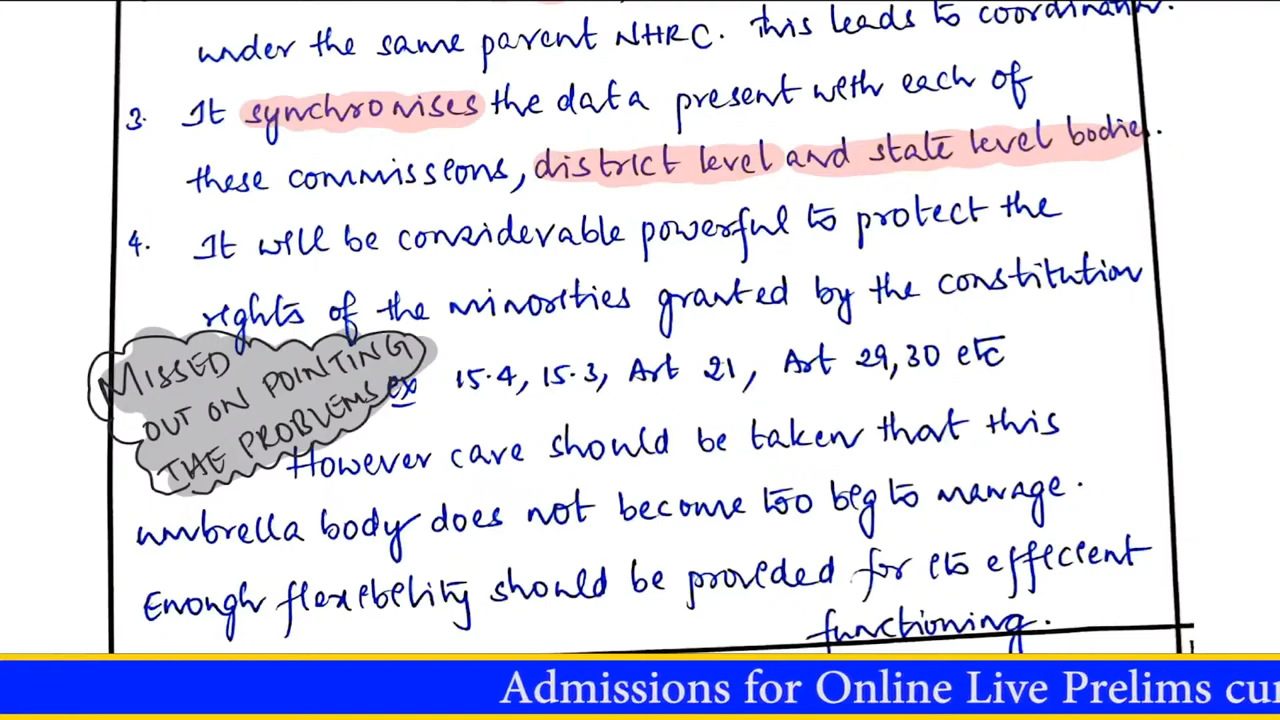 under the same parent NHRC. This leads to coordination.
3. It synchronises the data present with each of
these commissions, district level and state level bodies.
4. It will be considerable powerful to protect the
rights of the minorities granted by the constitution
ex 15.4, 15.3, Art 21, Art 29, 30 etc
MISSED
OUT ON POINTING
THE PROBLEMS
However care should be taken that this
umbrella body does not become too big to manage.
Enough flexibility should be provided for its efficient
functioning.
Admissions for Online Live Prelims cur